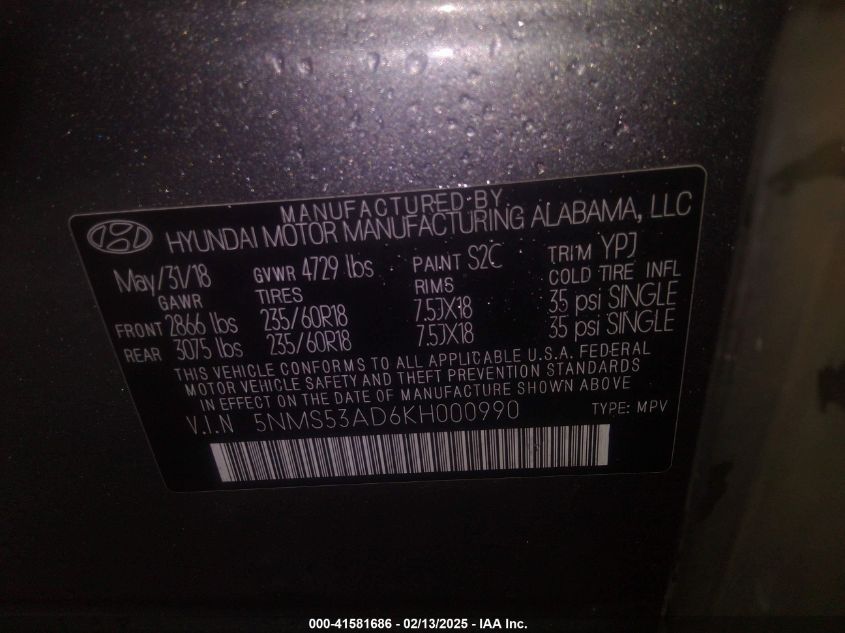 MANUFACTURED BY
HYUNDAI MOTOR MANUFACTURING ALABAMA, LLC
May/31/18 GVWR 4729 lbs PAINT S2C TRIM YPJ
GAWR TIRES RIMS COLD TIRE INFL
FRONT 2866 lbs 235/60R18 7.5JX18 35 psi SINGLE
REAR 3075 lbs 235/60R18 7.5JX18 35 psi SINGLE
THIS VEHICLE CONFORMS TO ALL APPLICABLE U.S.A. FEDERAL
MOTOR VEHICLE SAFETY AND THEFT PREVENTION STANDARDS
IN EFFECT ON THE DATE OF MANUFACTURE SHOWN ABOVE
V.I.N 5NMS53AD6KH000990 TYPE: MPV
000-41581686 - 02/13/2025 - IAA Inc.